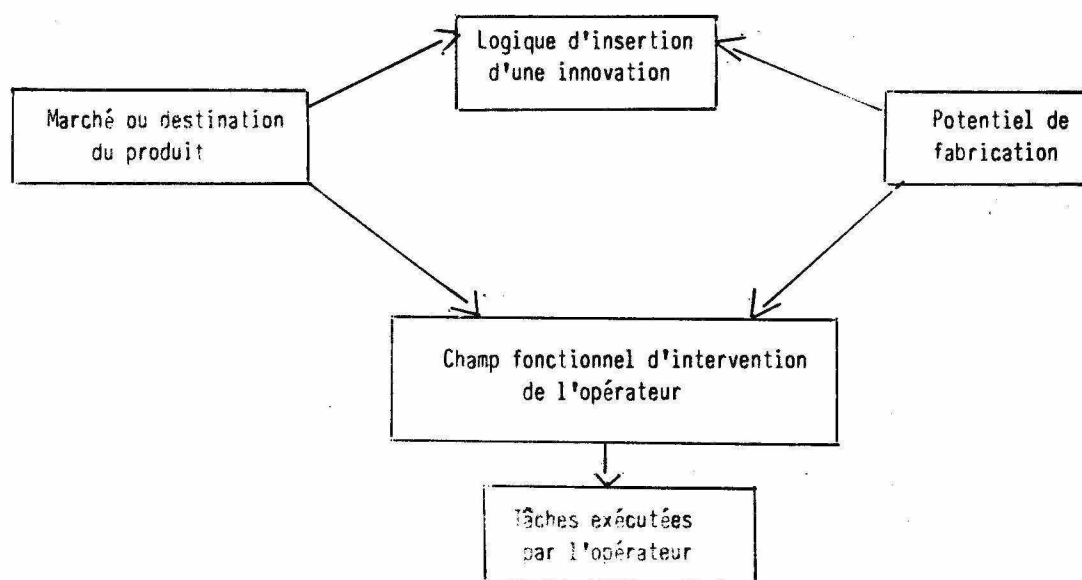 Logique d'insertion
d'une innovation
Marché ou destination
du produit
Potentiel de
fabrication
Champ fonctionnel d'intervention
de l'opérateur
Tâches exécutées
par l'opérateur